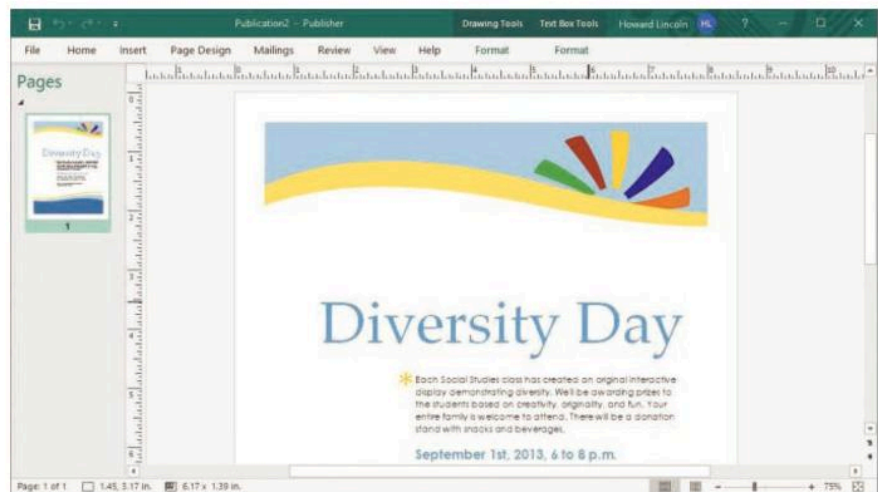 Publication2 - Publisher
Drawing Tools
Text Box Tools
Howard Lincoln
HL
?
File Home Insert Page Design Mailings Review View Help Format Format
Pages
Diversity Day
1
Diversity Day
Each Social Studies class has created an original interactive
display demonstrating diversity. We'll be awarding prizes to
the students based on creativity, originality, and fun. Your
entire family is welcome to attend. There will be a donation
stand with snacks and beverages.
September 1st, 2013, 6 to 8 p.m.
Page: 1 of 1 1.45, 3.17 in. 6.17 x 1.39 in. 75%